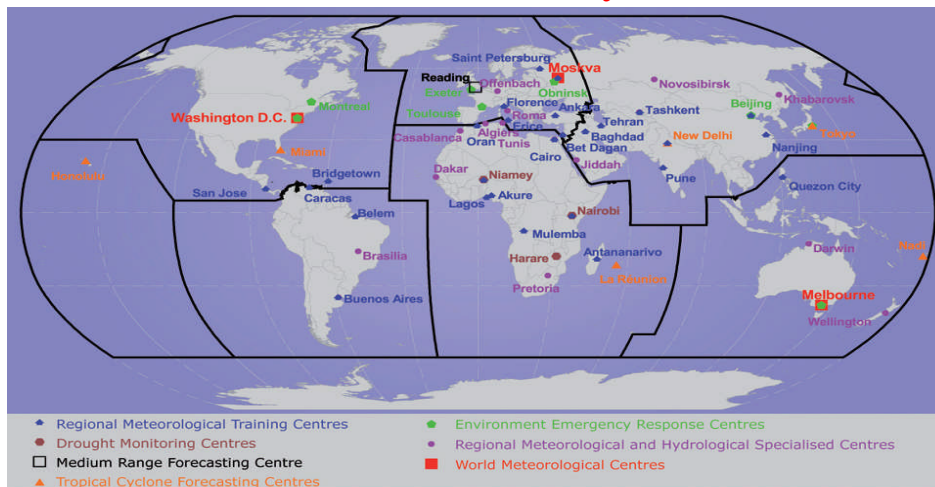 Saint Petersburg
Moskva
Reading
Offenbach
Novosibirsk
Exeter
Obninsk
Khabarovsk
Montreal
Beijing
Toulouse
Florence
Ankara
Tashkent
Washington D.C.
Roma
Tehran
Tokyo
Erice
Casablanca
Algiers
Oran
Tunis
Baghdad
New Delhi
Nanjing
Miami
Bet Dagan
Cairo
Jiddah
Honolulu
Dakar
Niamey
Pune
Bridgetown
Quezon City
San Jose
Caracas
Lagos
Akure
Belem
Nairobi
Mulemba
Darwin
Nadi
Brasilia
Harare
Antananarivo
La Réunion
Pretoria
Buenos Aires
Melbourne
Wellington
Regional Meteorological Training Centres
Drought Monitoring Centres
Medium Range Forecasting Centre
Tropical Cyclone Forecasting Centres
Environment Emergency Response Centres
Regional Meteorological and Hydrological Specialised Centres
World Meteorological Centres